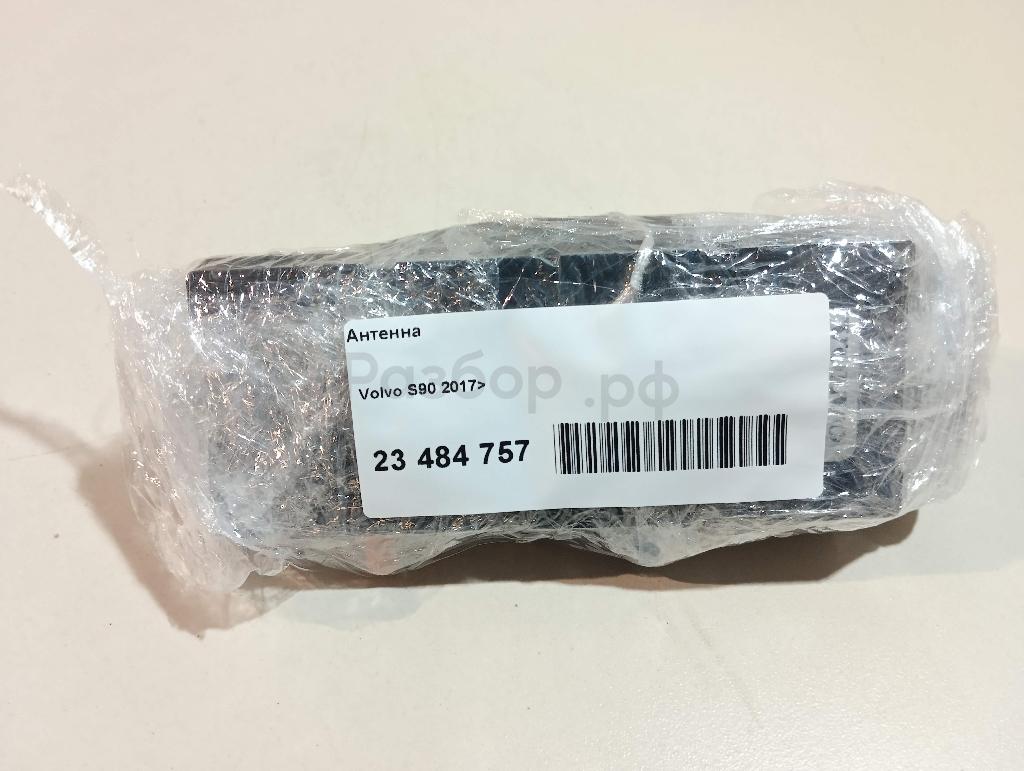 Антенна
Разбор.рф
Volvo S90 2017>
23 484 757